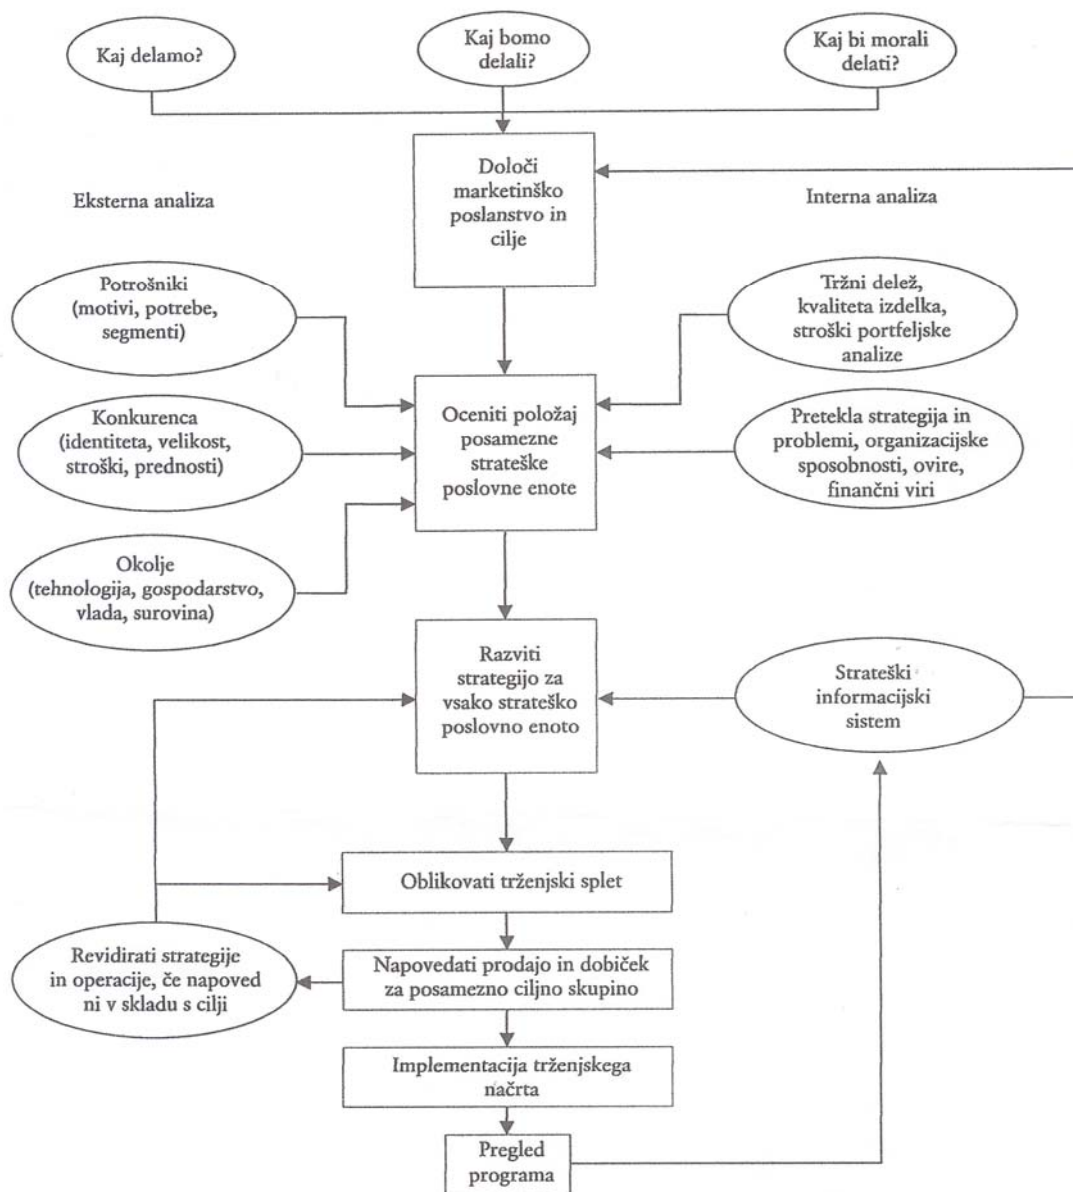 Kaj delamo?
Kaj bomo
delali?
Kaj bi morali
delati?
Določi
marketinško
poslanstvo in
cilje
Eksterna analiza
Interna analiza
Potrošniki
(motivi, potrebe,
segmenti)
Tržni delež,
kvaliteta izdelka,
stroški portfeljske
analize
Oceniti položaj
posamezne
strateške
poslovne enote
Konkurenca
(identiteta, velikost,
stroški, prednosti)
Pretekla strategija in
problemi, organizacijske
sposobnosti, ovire,
finančni viri
Okolje
(tehnologija, gospodarstvo,
vlada, surovina)
Razviti
strategijo za
vsako strateško
poslovno enoto
Strateški
informacijski
sistem
Oblikovati trženjski splet
Revidirati strategije
in operacije, če napoved
ni v skladu s cilji
Napovedati prodajo in dobiček
za posamezno ciljno skupino
Implementacija trženjskega
načrta
Pregled
programa